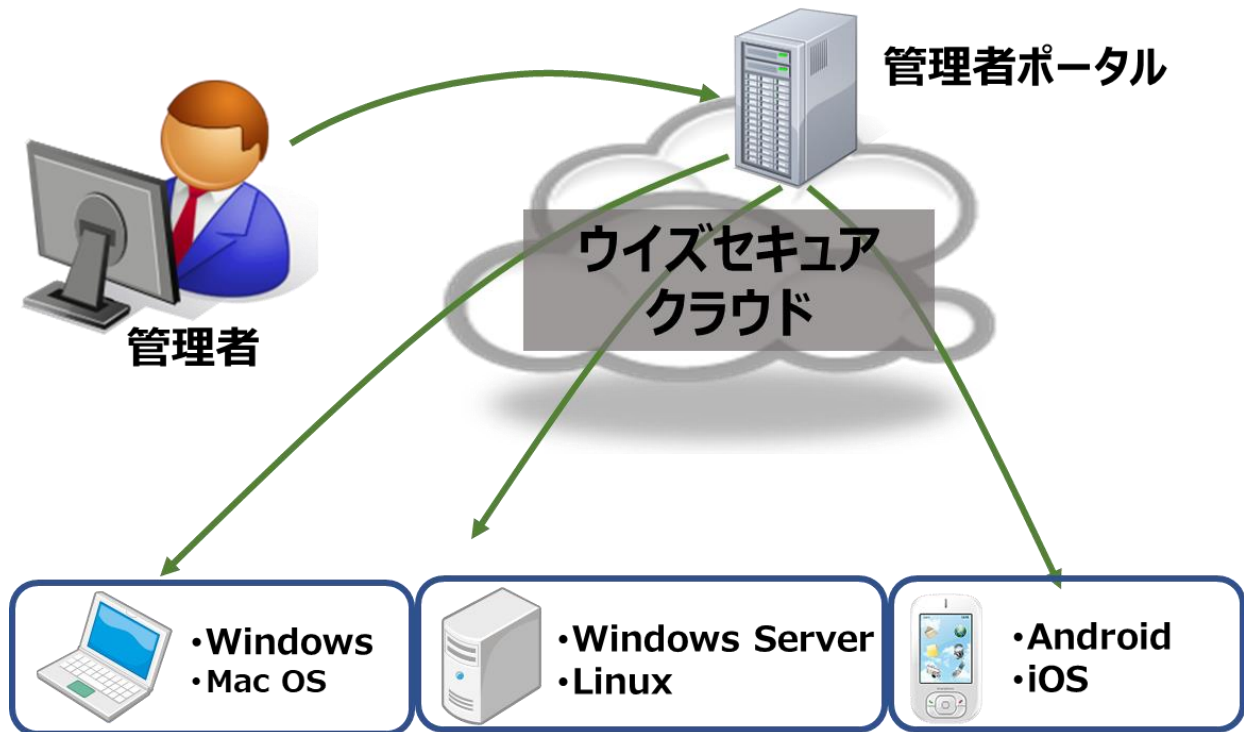 管理者ポータル
ウイズセキュア
クラウド
管理者
・Windows
・Mac OS
・Windows Server
・Linux
・Android
・iOS